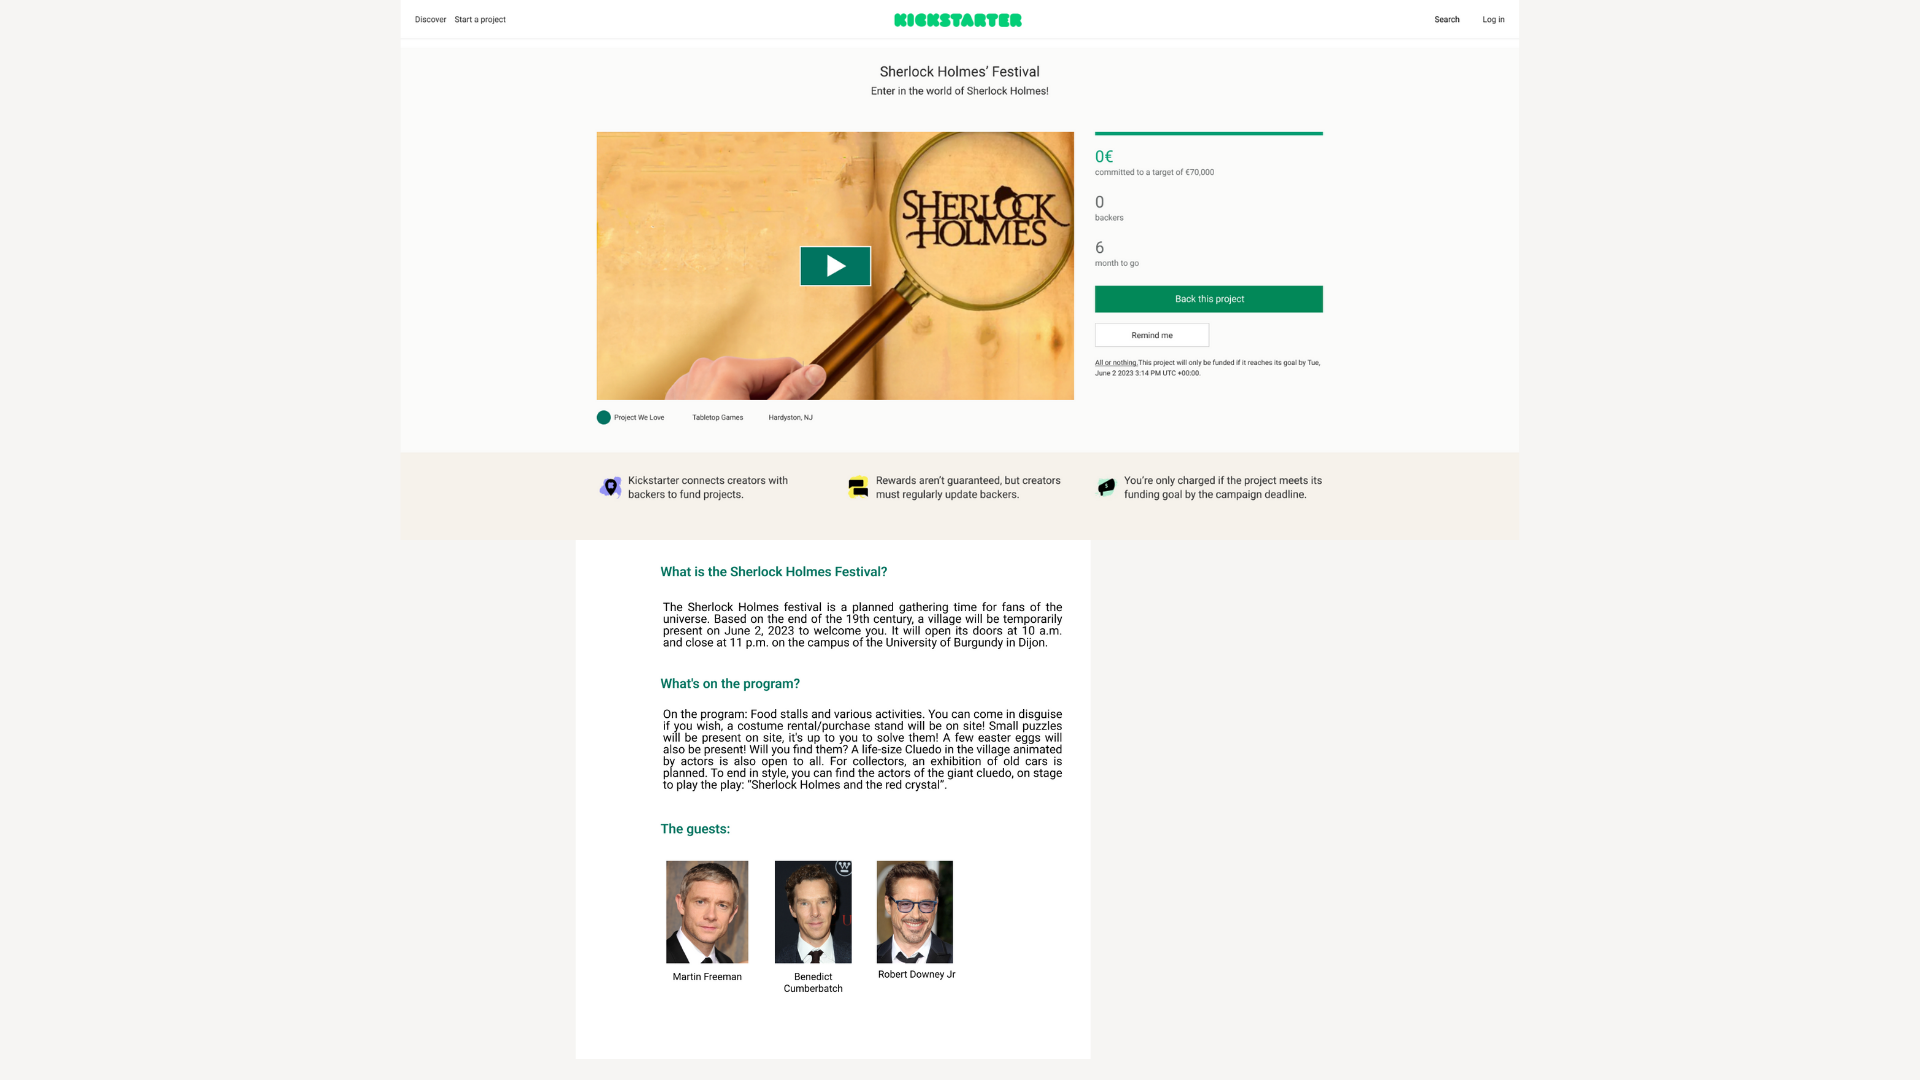 Discover Start a project KICKSTARTER Search Log in
Sherlock Holmes’ Festival
Enter in the world of Sherlock Holmes!
SHERLOCK
HOLMES
0€
committed to a target of €70,000
0
backers
6
month to go
Back this project
Remind me
All or nothing.This project will only be funded if it reaches its goal by Tue,
June 2 2023 3:14 PM UTC +00:00.
Project We Love Tabletop Games Hardyston, NJ
Kickstarter connects creators with
backers to fund projects.
Rewards aren’t guaranteed, but creators
must regularly update backers.
You’re only charged if the project meets its
funding goal by the campaign deadline.
What is the Sherlock Holmes Festival?
The Sherlock Holmes festival is a planned gathering time for fans of the
universe. Based on the end of the 19th century, a village will be temporarily
present on June 2, 2023 to welcome you. It will open its doors at 10 a.m.
and close at 11 p.m. on the campus of the University of Burgundy in Dijon.
What's on the program?
On the program: Food stalls and various activities. You can come in disguise
if you wish, a costume rental/purchase stand will be on site! Small puzzles
will be present on site, it's up to you to solve them! A few easter eggs will
also be present! Will you find them? A life-size Cluedo in the village animated
by actors is also open to all. For collectors, an exhibition of old cars is
planned. To end in style, you can find the actors of the giant cluedo, on stage
to play the play: “Sherlock Holmes and the red crystal”.
The guests:
Martin Freeman
Benedict
Cumberbatch
Robert Downey Jr